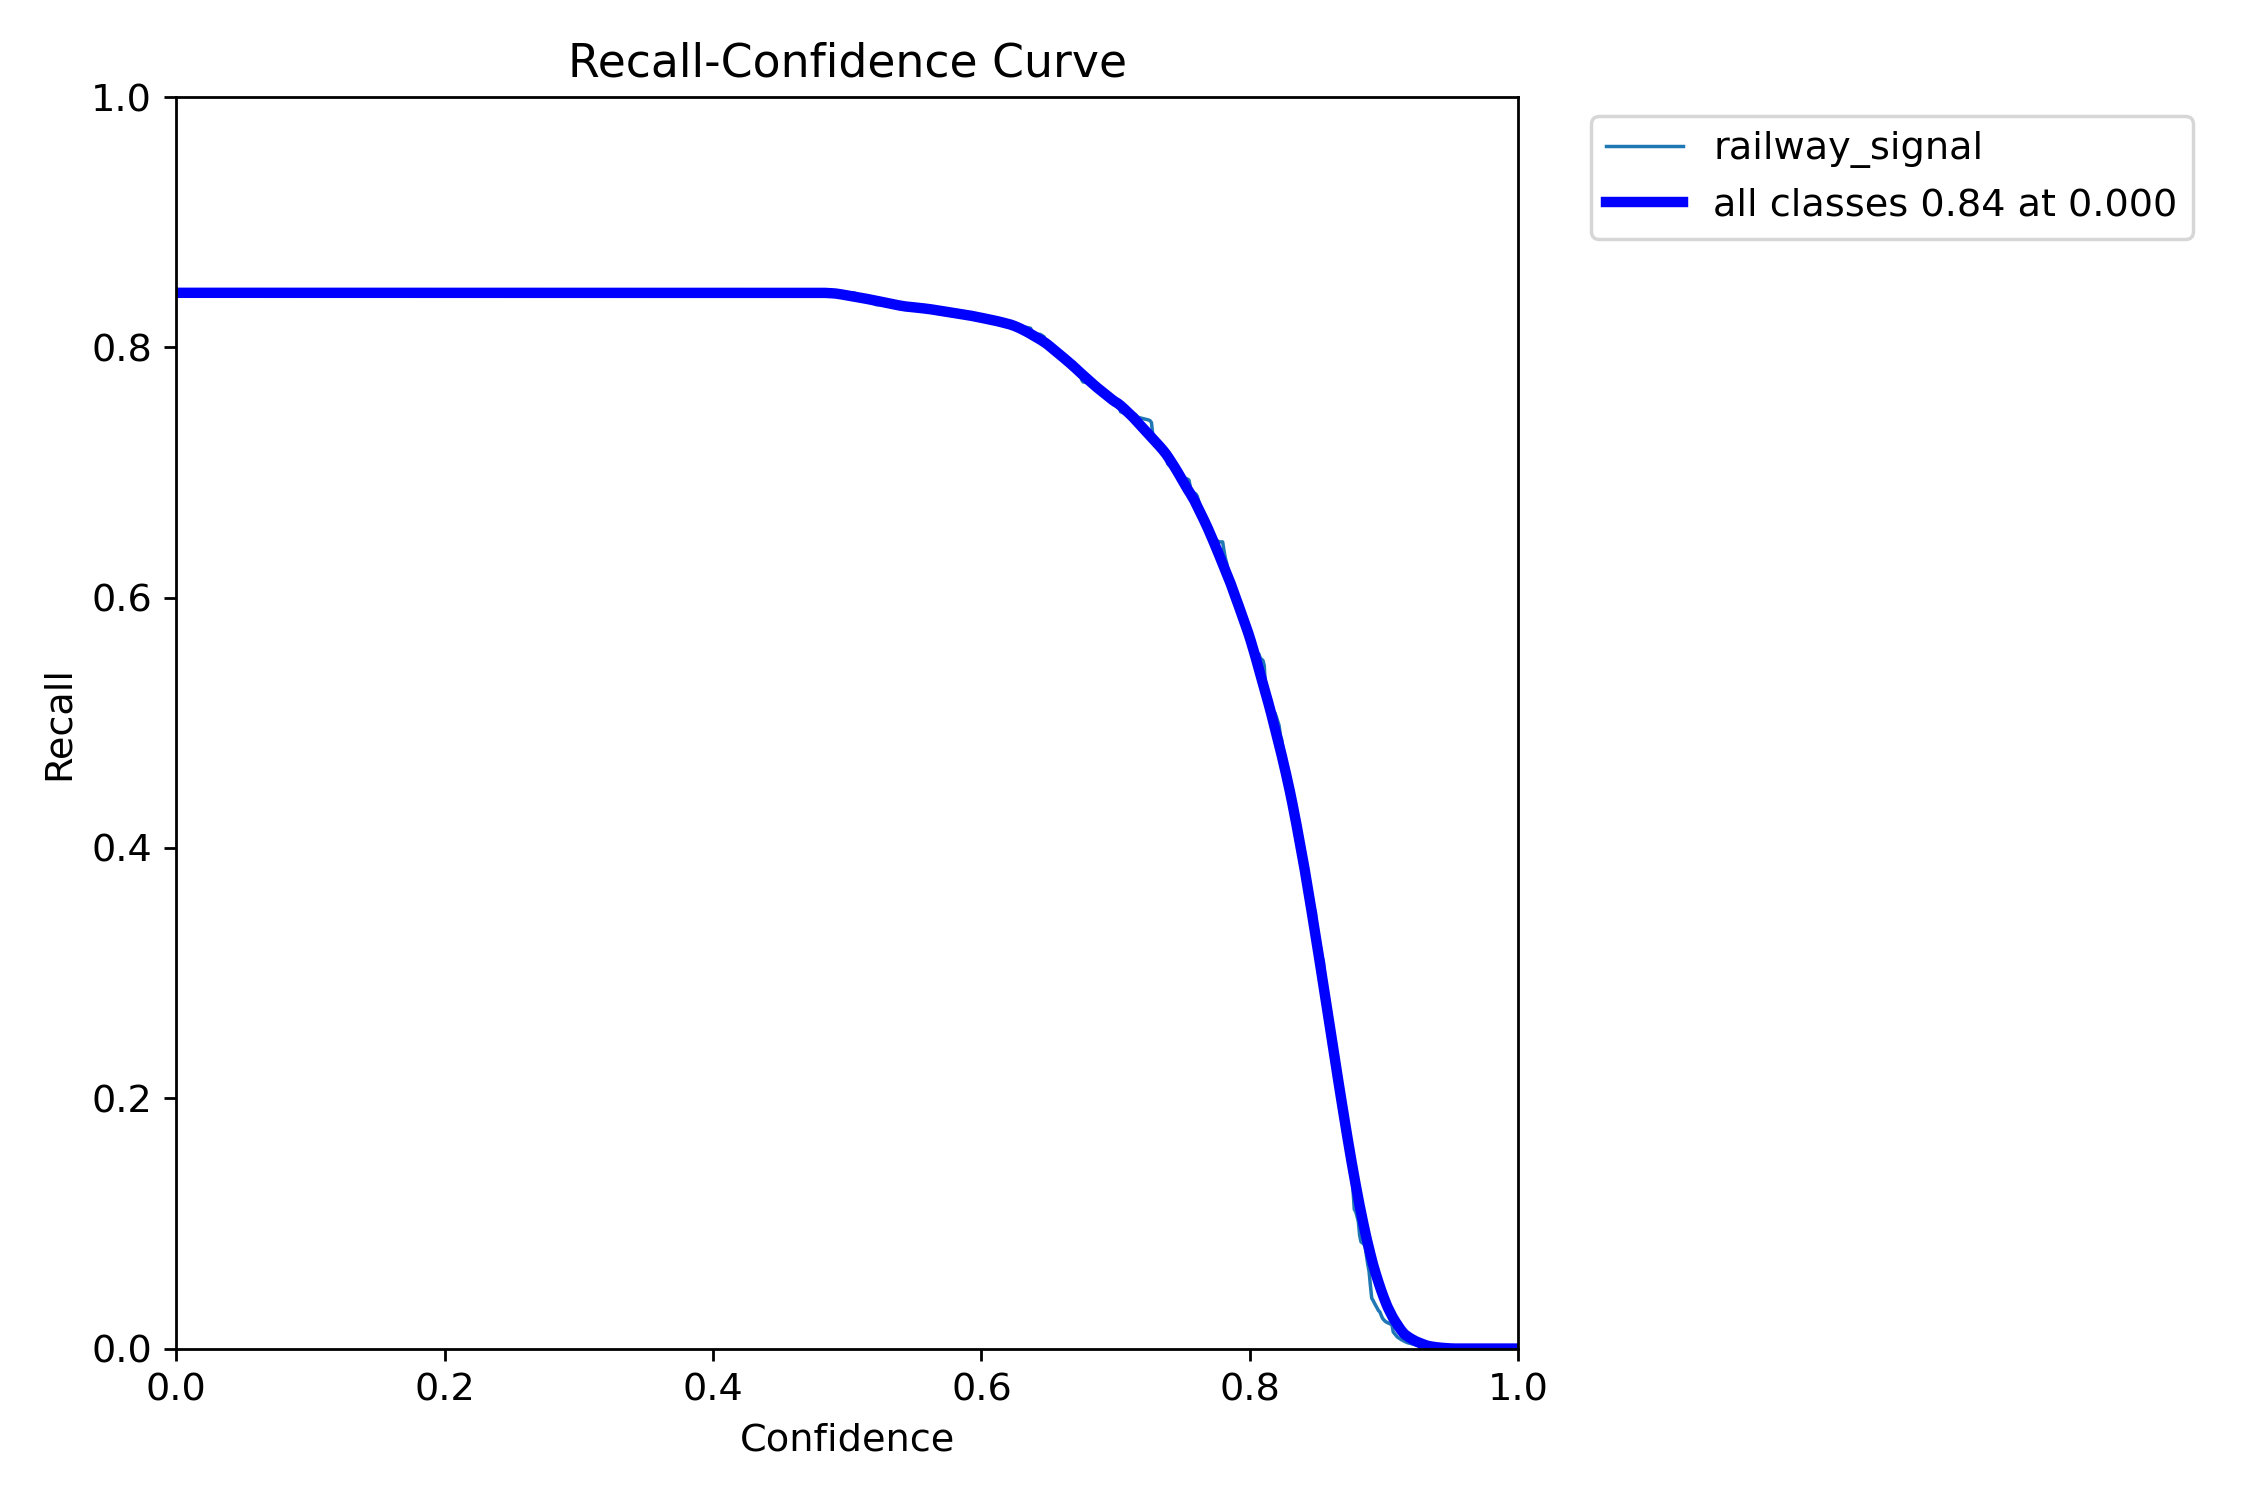 Recall-Confidence Curve
railway_signal
all classes 0.84 at 0.000
Recall
1.0
0.8
0.6
0.4
0.2
0.0
0.0 0.2 0.4 0.6 0.8 1.0
Confidence